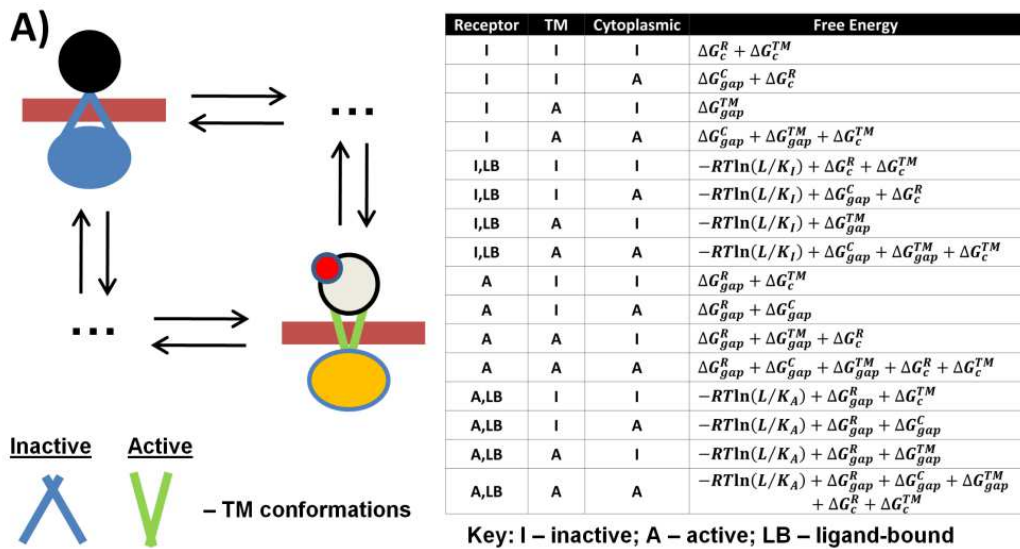 A)
...
...
Inactive Active
– TM conformations
Receptor TM Cytoplasmic Free Energy
I I I ΔG_c^R + ΔG_c^TM
I I A ΔG_gap^C + ΔG_c^R
I A I ΔG_gap^TM
I A A ΔG_gap^C + ΔG_gap^TM + ΔG_c^TM
I,LB I I −RTln(L/K_I) + ΔG_c^R + ΔG_c^TM
I,LB I A −RTln(L/K_I) + ΔG_gap^C + ΔG_c^R
I,LB A I −RTln(L/K_I) + ΔG_gap^TM
I,LB A A −RTln(L/K_I) + ΔG_gap^C + ΔG_gap^TM + ΔG_c^TM
A I I ΔG_gap^R + ΔG_c^TM
A I A ΔG_gap^R + ΔG_gap^C
A A I ΔG_gap^R + ΔG_gap^TM + ΔG_c^R
A A A ΔG_gap^R + ΔG_gap^C + ΔG_gap^TM + ΔG_c^R + ΔG_c^TM
A,LB I I −RTln(L/K_A) + ΔG_gap^R + ΔG_c^TM
A,LB I A −RTln(L/K_A) + ΔG_gap^R + ΔG_gap^C
A,LB A I −RTln(L/K_A) + ΔG_gap^R + ΔG_gap^TM
A,LB A A −RTln(L/K_A) + ΔG_gap^R + ΔG_gap^C + ΔG_gap^TM
+ ΔG_c^R + ΔG_c^TM
Key: I – inactive; A – active; LB – ligand-bound